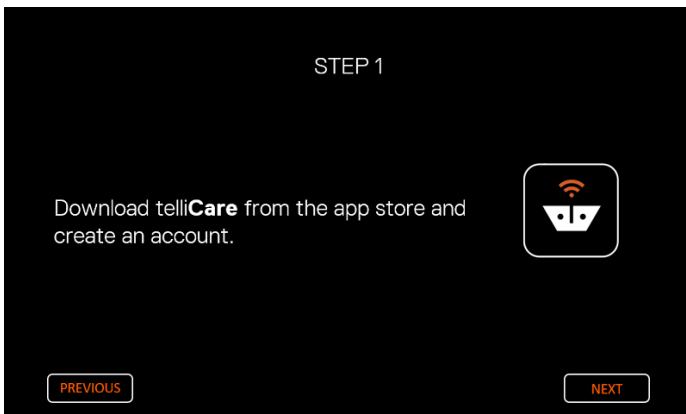 STEP 1
Download telliCare from the app store and
create an account.
PREVIOUS
NEXT